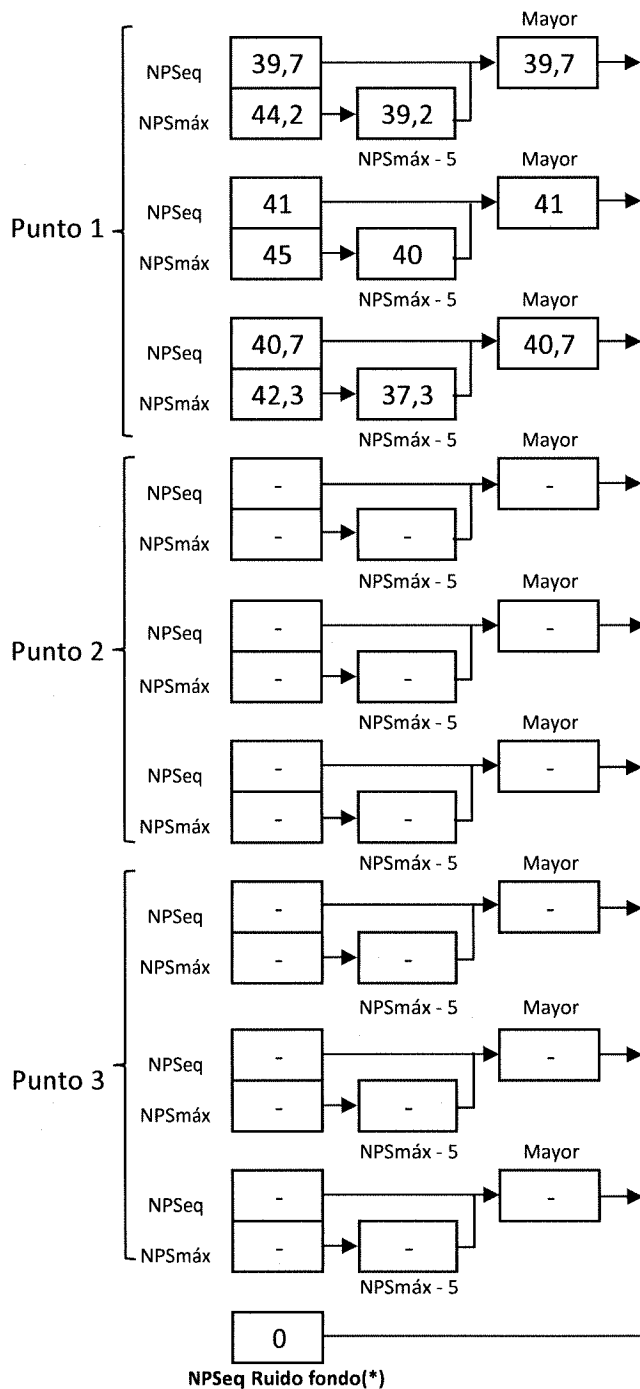 Mayor
NPSeq 39,7 39,7
NPSmáx 44,2 39,2
NPSmáx - 5
Mayor
NPSeq 41 41
Punto 1
NPSmáx 45 40
NPSmáx - 5
Mayor
NPSeq 40,7 40,7
NPSmáx 42,3 37,3
NPSmáx - 5
Mayor
NPSeq - -
NPSmáx - -
NPSmáx - 5
Mayor
NPSeq - -
Punto 2
NPSmáx - -
NPSmáx - 5
Mayor
NPSeq - -
NPSmáx - -
NPSmáx - 5
Mayor
NPSeq - -
NPSmáx - -
NPSmáx - 5
Mayor
NPSeq - -
Punto 3
NPSmáx - -
NPSmáx - 5
Mayor
NPSeq - -
NPSmáx - -
NPSmáx - 5
0
NPSeq Ruido fondo(*)